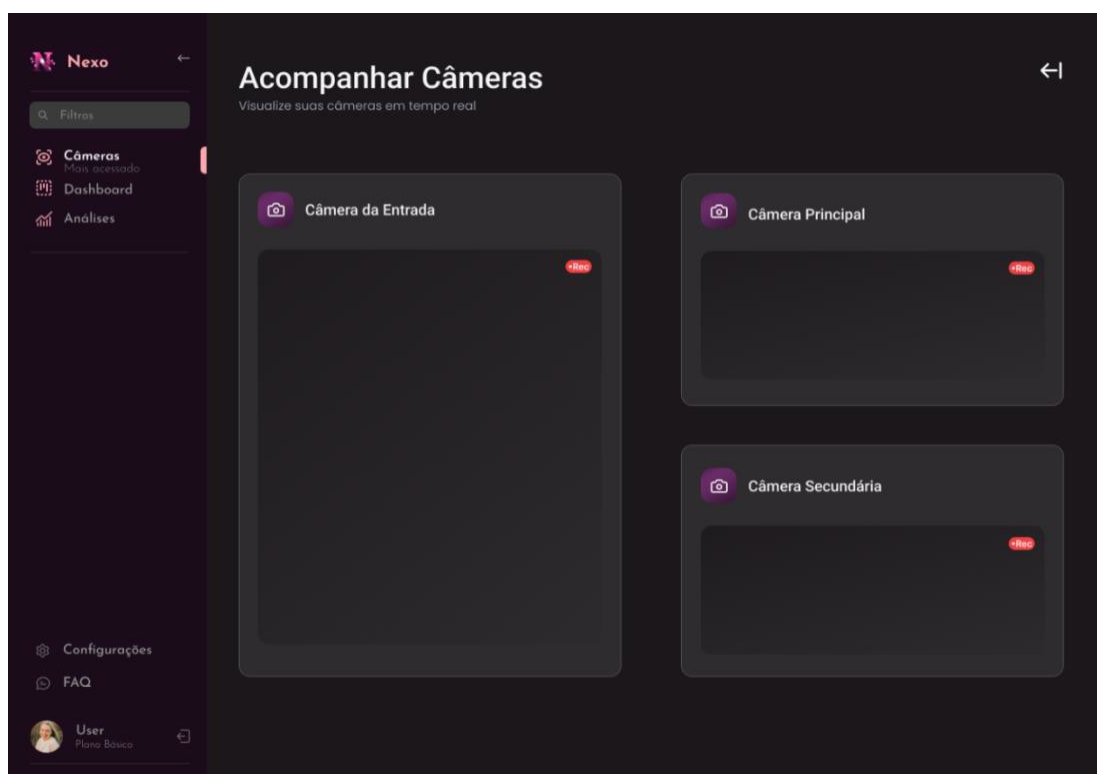 Nexo
Filtros
Câmeras
Mais acessado
Dashboard
Análises
Configurações
FAQ
User
Plano Básico
Acompanhar Câmeras
Visualize suas câmeras em tempo real
Câmera da Entrada
•Rec
Câmera Principal
•Rec
Câmera Secundária
•Rec